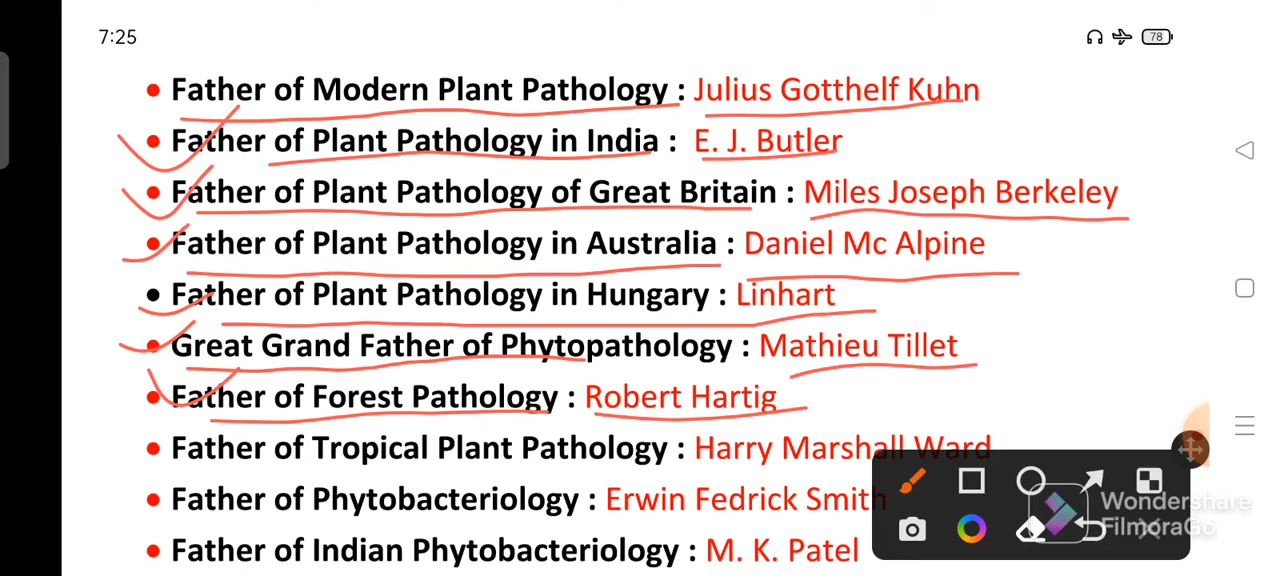 7:25
78
Father of Modern Plant Pathology : Julius Gotthelf Kuhn
Father of Plant Pathology in India : E. J. Butler
Father of Plant Pathology of Great Britain : Miles Joseph Berkeley
Father of Plant Pathology in Australia : Daniel Mc Alpine
Father of Plant Pathology in Hungary : Linhart
Great Grand Father of Phytopathology : Mathieu Tillet
Father of Forest Pathology : Robert Hartig
Father of Tropical Plant Pathology : Harry Marshall Ward
Father of Phytobacteriology : Erwin Fedrick Smith
Father of Indian Phytobacteriology : M. K. Patel
Wondershare
FilmoraGo